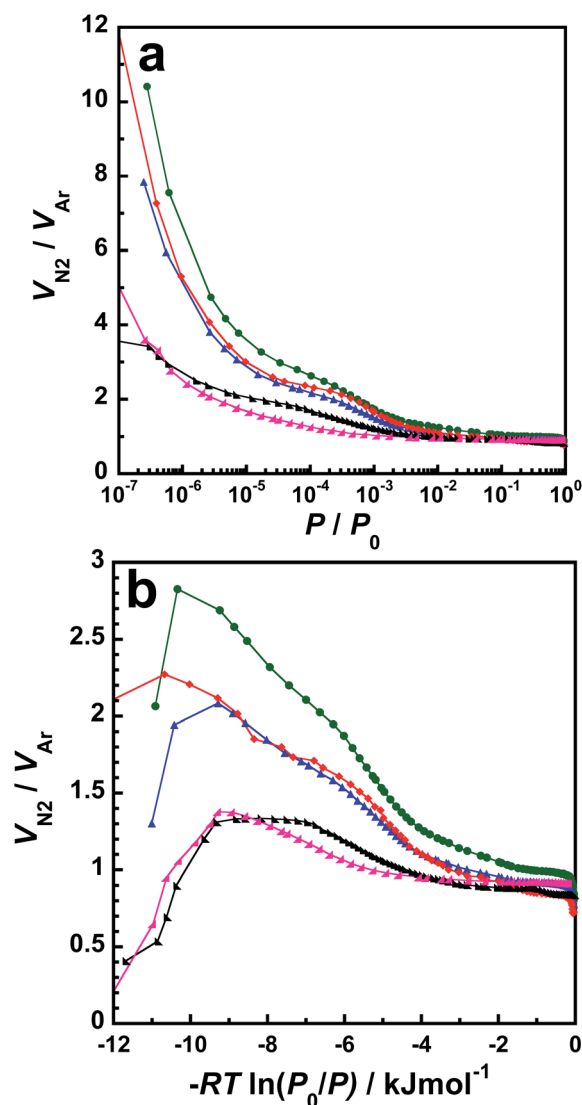 a
12
10
8
6
4
2
0
V_N2 / V_Ar
10^-7 10^-6 10^-5 10^-4 10^-3 10^-2 10^-1 10^0
P / P_0
b
3
2.5
2
1.5
1
0.5
0
V_N2 / V_Ar
-12 -10 -8 -6 -4 -2 0
-RT ln(P_0/P) / kJmol^-1